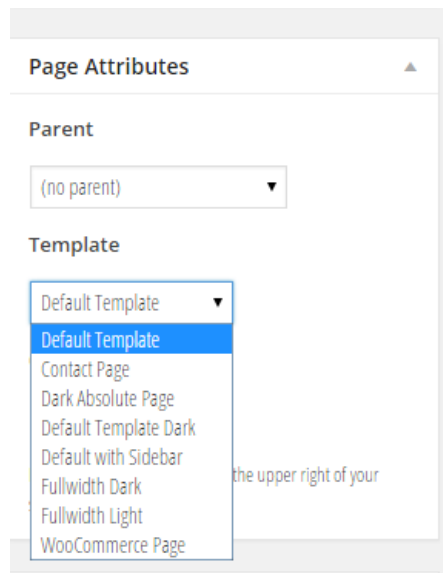 Page Attributes
Parent
(no parent)
Template
Default Template
Default Template
Contact Page
Dark Absolute Page
Default Template Dark
Default with Sidebar
Fullwidth Dark
the upper right of your
Fullwidth Light
WooCommerce Page